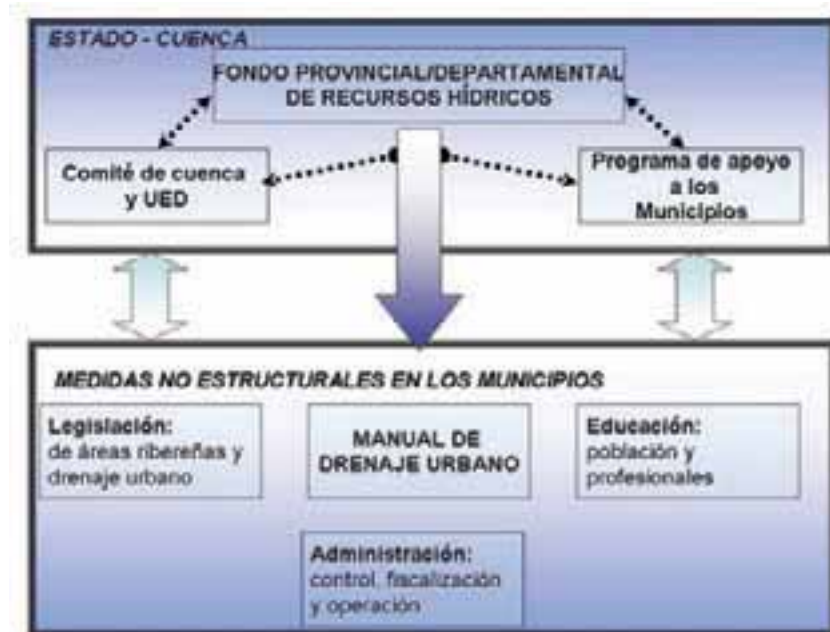 ESTADO - CUENCA
FONDO PROVINCIAL/DEPARTAMENTAL
DE RECURSOS HÍDRICOS
Comité de cuenca
y UED
Programa de apoyo
a los
Municipios
MEDIDAS NO ESTRUCTURALES EN LOS MUNICIPIOS
Legislación:
de áreas ribereñas y
drenaje urbano
MANUAL DE
DRENAJE URBANO
Educación:
población y
profesionales
Administración:
control, fiscalización
y operación